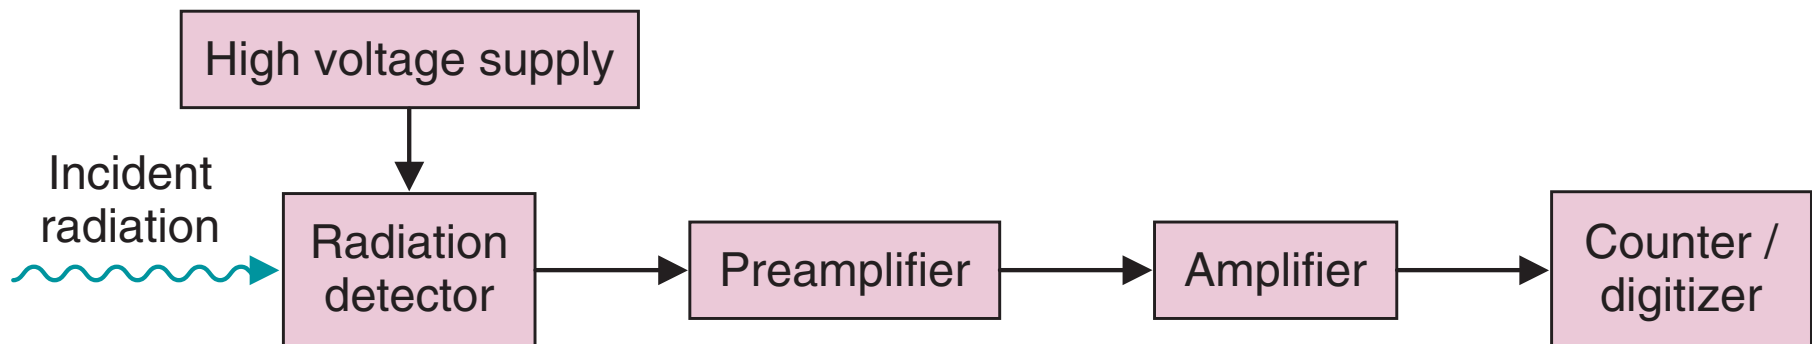 High voltage supply
Incident
radiation
Radiation
detector
Preamplifier
Amplifier
Counter /
digitizer